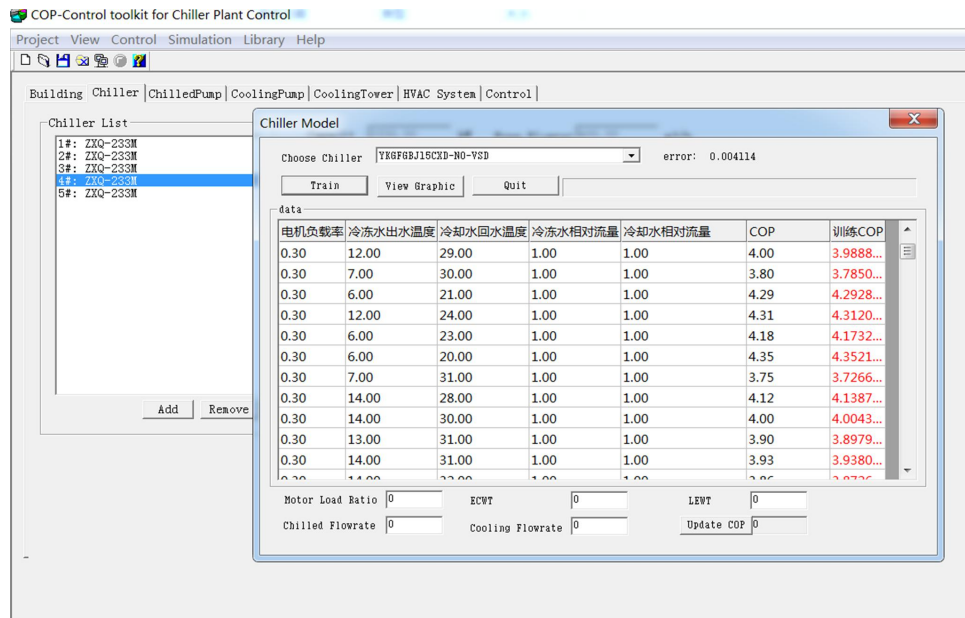 COP-Control toolkit for Chiller Plant Control
Project View Control Simulation Library Help
Building Chiller ChilledPump CoolingPump CoolingTower HVAC System Control
Chiller List
1#: ZXQ-233M
2#: ZXQ-233M
3#: ZXQ-233M
4#: ZXQ-233M
5#: ZXQ-233M
Add Remove
Chiller Model
Choose Chiller YKGFGBJ15CXD-NO-VSD error: 0.004114
Train View Graphic Quit
data
电机负载率 冷冻水出水温度 冷却水回水温度 冷冻水相对流量 冷却水相对流量 COP 训练COP
0.30 12.00 29.00 1.00 1.00 4.00 3.9888...
0.30 7.00 30.00 1.00 1.00 3.80 3.7850...
0.30 6.00 21.00 1.00 1.00 4.29 4.2928...
0.30 12.00 24.00 1.00 1.00 4.31 4.3120...
0.30 6.00 23.00 1.00 1.00 4.18 4.1732...
0.30 6.00 20.00 1.00 1.00 4.35 4.3521...
0.30 7.00 31.00 1.00 1.00 3.75 3.7266...
0.30 14.00 28.00 1.00 1.00 4.12 4.1387...
0.30 14.00 30.00 1.00 1.00 4.00 4.0043...
0.30 13.00 31.00 1.00 1.00 3.90 3.8979...
0.30 14.00 31.00 1.00 1.00 3.93 3.9380...
Motor Load Ratio 0 ECWT 0 LEWT 0
Chilled Flowrate 0 Cooling Flowrate 0 Update COP 0